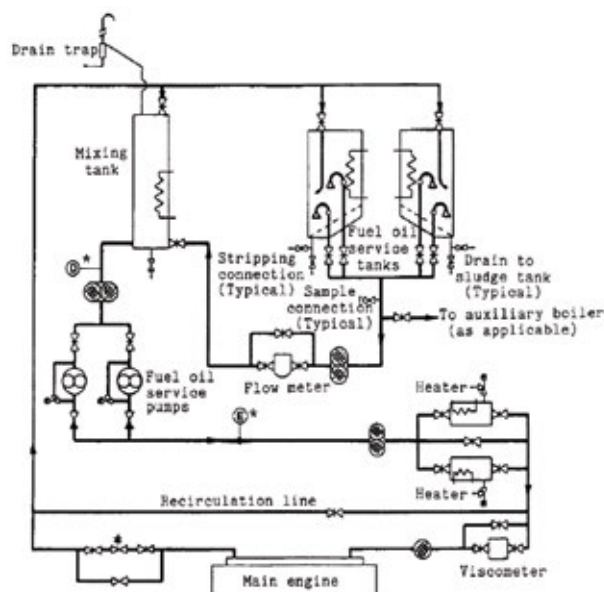 Drain trap
Mixing
tank
Fuel oil
service
tanks
Stripping
connection
(Typical)
Drain to
sludge tank
(Typical)
Sample
connection
(Typocal)
To auxiliary boiler
(as applicable)
D*
Fuel oil
service
pumps
Flow meter
E*
Heater
Heater
Recirculation line
*
Viscometer
Main engine